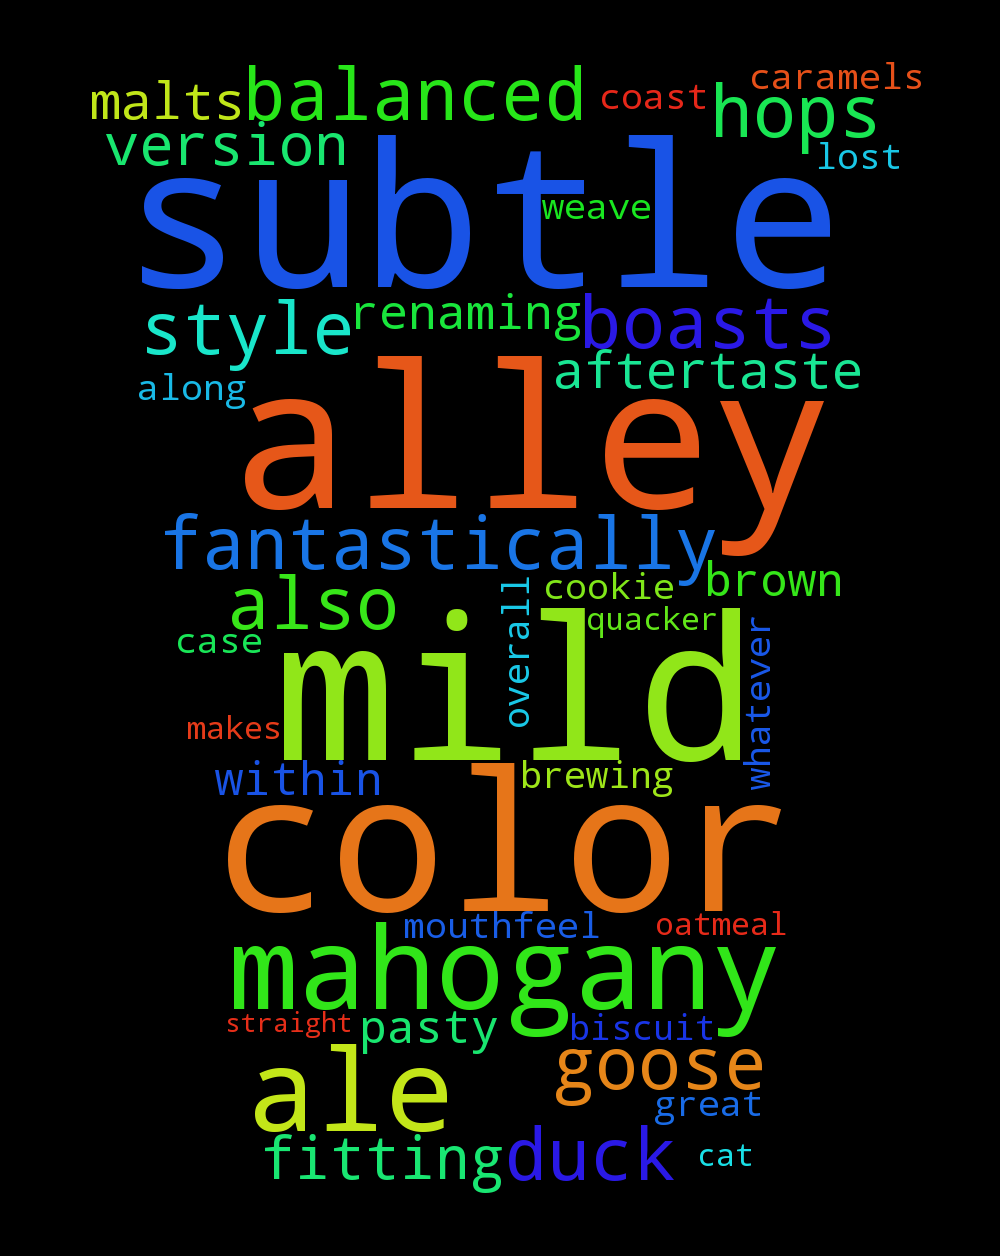 caramels
malts balanced coast hops
version lost
subtle
weave
style renaming boasts
along aftertaste
alley
fantastically
also cookie brown
overall
quacker
case
mild
whatever
makes
within brewing
color
mouthfeel oatmeal
mahogany
straight pasty biscuit
ale goose
great
fitting duck cat